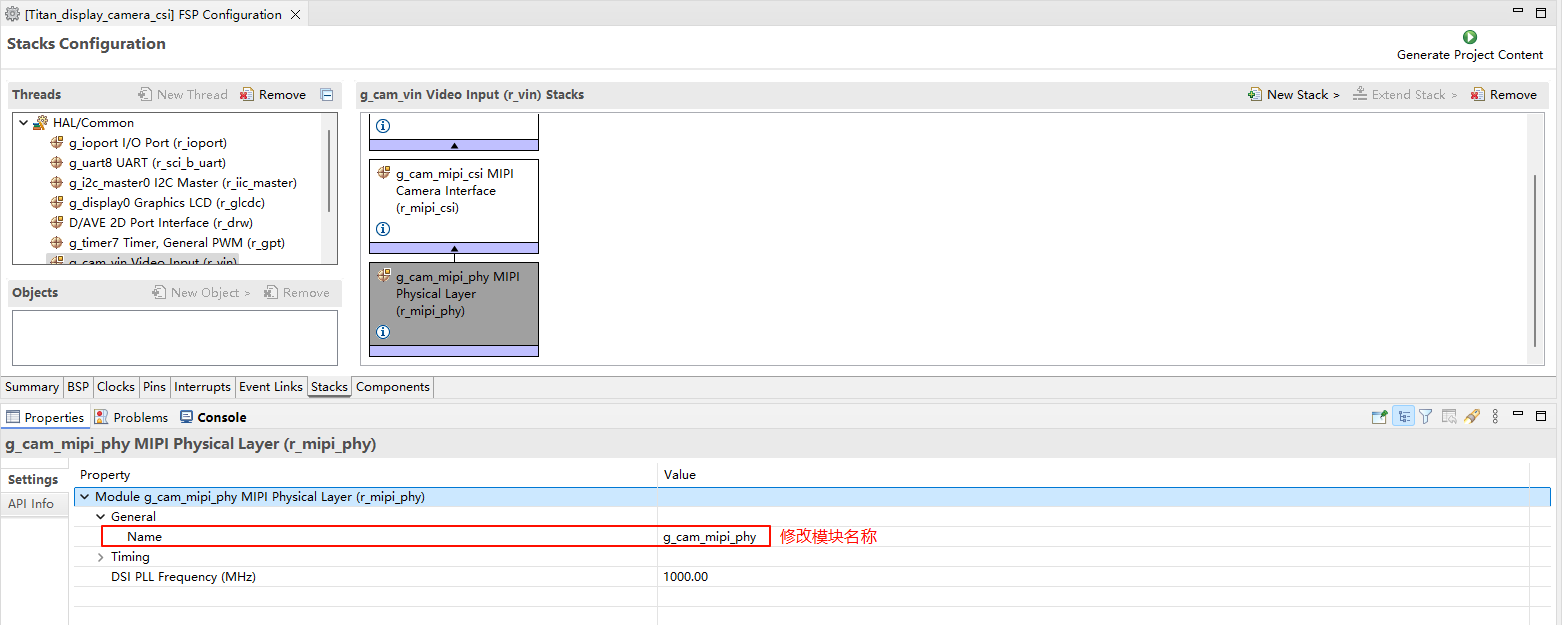 [Titan_display_camera_csi] FSP Configuration
Stacks Configuration
Generate Project Content
Threads
New Thread
Remove
g_cam_vin Video Input (r_vin) Stacks
New Stack >
Extend Stack >
Remove
HAL/Common
g_ioport I/O Port (r_ioport)
g_uart8 UART (r_sci_b_uart)
g_i2c_master0 I2C Master (r_iic_master)
g_display0 Graphics LCD (r_glcdc)
D/AVE 2D Port Interface (r_drw)
g_timer7 Timer, General PWM (r_gpt)
g_cam_vin Video Input (r_vin)
Objects
New Object >
Remove
g_cam_mipi_csi MIPI
Camera Interface
(r_mipi_csi)
g_cam_mipi_phy MIPI
Physical Layer
(r_mipi_phy)
Summary
BSP
Clocks
Pins
Interrupts
Event Links
Stacks
Components
Properties
Problems
Console
g_cam_mipi_phy MIPI Physical Layer (r_mipi_phy)
Settings
API Info
Property
Value
Module g_cam_mipi_phy MIPI Physical Layer (r_mipi_phy)
General
Name
g_cam_mipi_phy
修改模块名称
Timing
DSI PLL Frequency (MHz)
1000.00